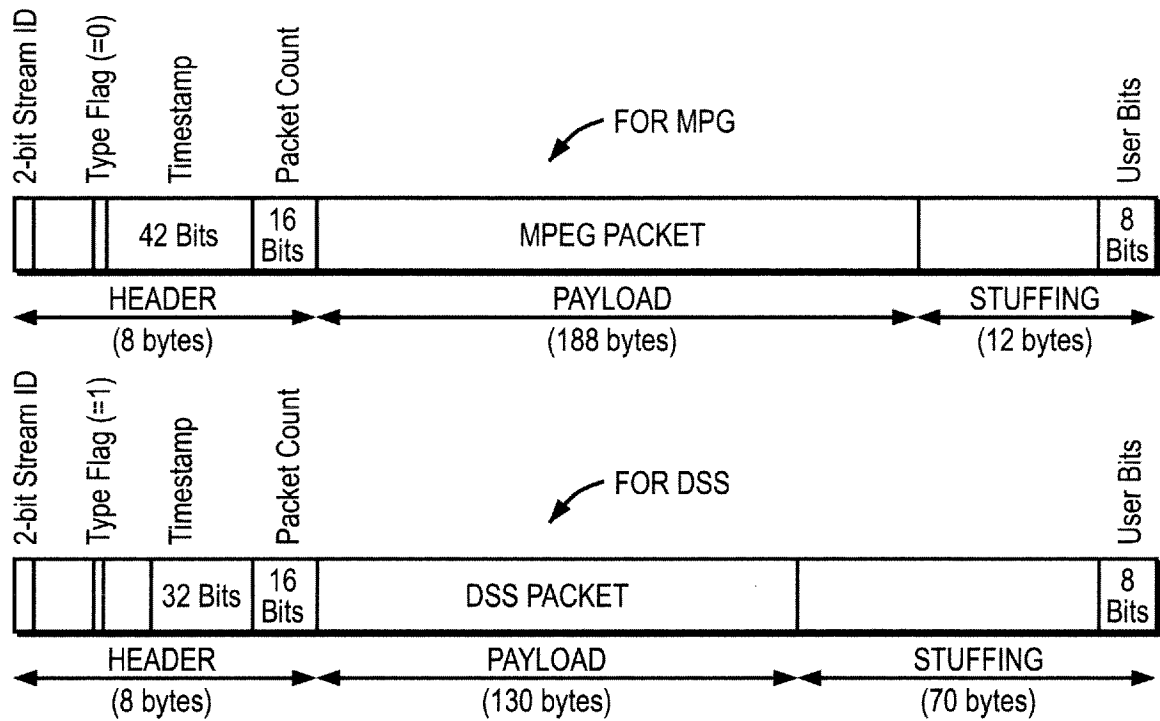 2-bit Stream ID
Type Flag (=0)
Timestamp
Packet Count
FOR MPG
User Bits
42 Bits
16
Bits
MPEG PACKET
8
Bits
HEADER
(8 bytes)
PAYLOAD
(188 bytes)
STUFFING
(12 bytes)
2-bit Stream ID
Type Flag (=1)
Timestamp
Packet Count
FOR DSS
User Bits
32 Bits
16
Bits
DSS PACKET
8
Bits
HEADER
(8 bytes)
PAYLOAD
(130 bytes)
STUFFING
(70 bytes)